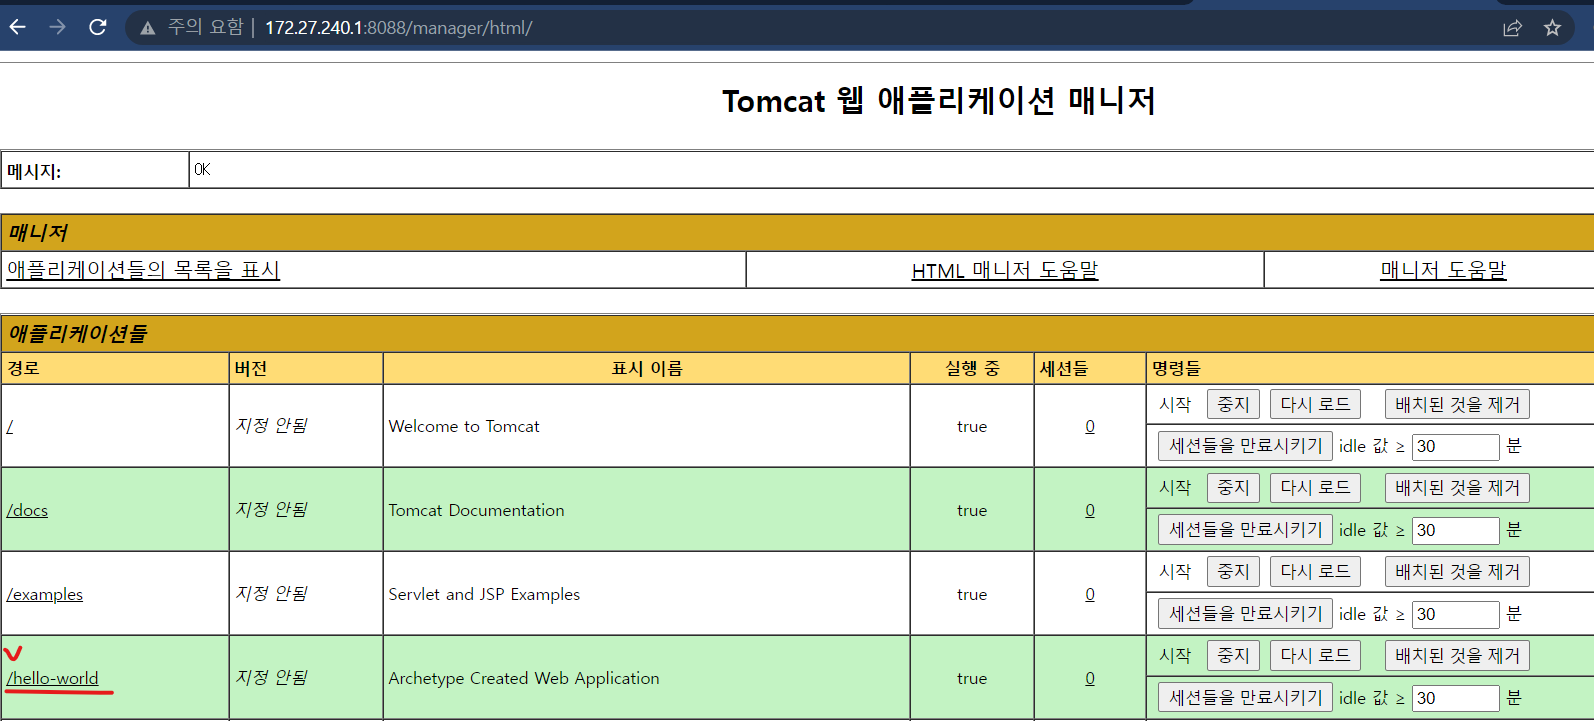 주의 요함 | 172.27.240.1:8088/manager/html/
Tomcat 웹 애플리케이션 매니저
메시지: OK
매니저
애플리케이션들의 목록을 표시 HTML 매니저 도움말 매니저 도움말
애플리케이션들
경로 버전 표시 이름 실행 중 세션들 명령들
/ 지정 안됨 Welcome to Tomcat true 0 시작 중지 다시 로드 배치된 것을 제거
세션들을 만료시키기 idle 값 ≥ 30 분
/docs 지정 안됨 Tomcat Documentation true 0 시작 중지 다시 로드 배치된 것을 제거
세션들을 만료시키기 idle 값 ≥ 30 분
/examples 지정 안됨 Servlet and JSP Examples true 0 시작 중지 다시 로드 배치된 것을 제거
세션들을 만료시키기 idle 값 ≥ 30 분
/hello-world 지정 안됨 Archetype Created Web Application true 0 시작 중지 다시 로드 배치된 것을 제거
세션들을 만료시키기 idle 값 ≥ 30 분